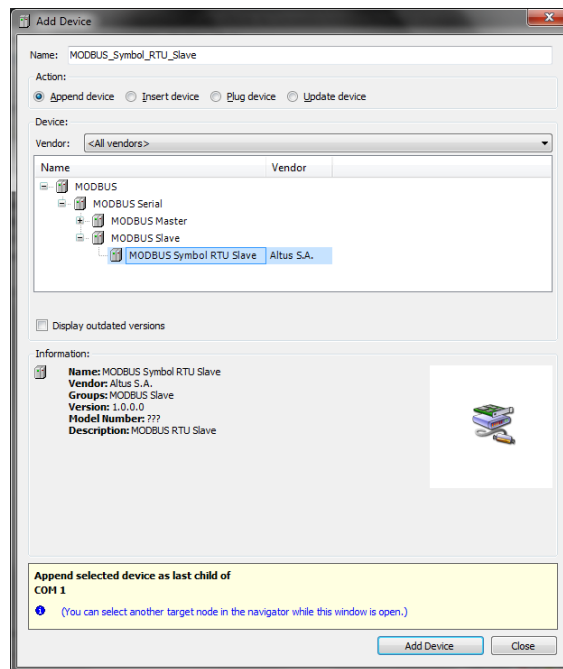 Add Device
Name: MODBUS_Symbol_RTU_Slave
Action:
Append device Insert device Plug device Update device
Device:
Vendor: <All vendors>
Name Vendor
MODBUS
MODBUS Serial
MODBUS Master
MODBUS Slave
MODBUS Symbol RTU Slave Altus S.A.
Display outdated versions
Information:
Name: MODBUS Symbol RTU Slave
Vendor: Altus S.A.
Groups: MODBUS Slave
Version: 1.0.0.0
Model Number: ???
Description: MODBUS RTU Slave
Append selected device as last child of
COM 1
(You can select another target node in the navigator while this window is open.)
Add Device Close